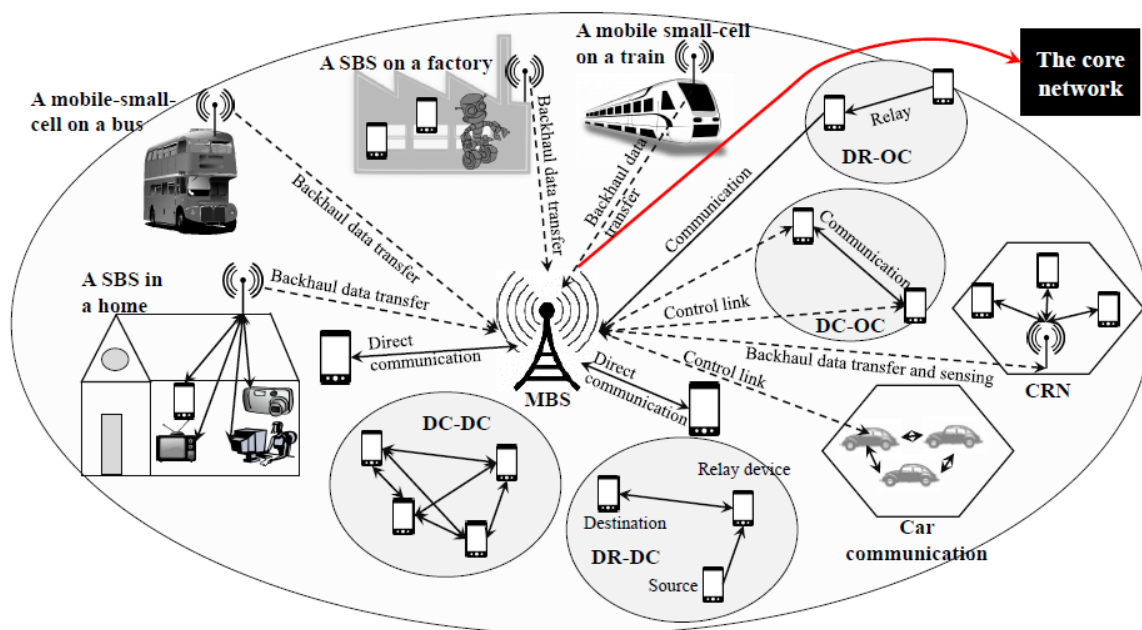 A mobile small-cell
on a train
A SBS on a factory
The core
network
A mobile-small-
cell on a bus
Relay
DR-OC
Backhaul data transfer
Backhaul data
transfer
Backhaul data transfer
Communication
Communication
A SBS in
a home
Backhaul data transfer
Control link
DC-OC
Direct
communication
Backhaul data transfer and sensing
Control link
CRN
Direct
communication
MBS
DC-DC
Relay device
Destination
DR-DC
Source
Car
communication